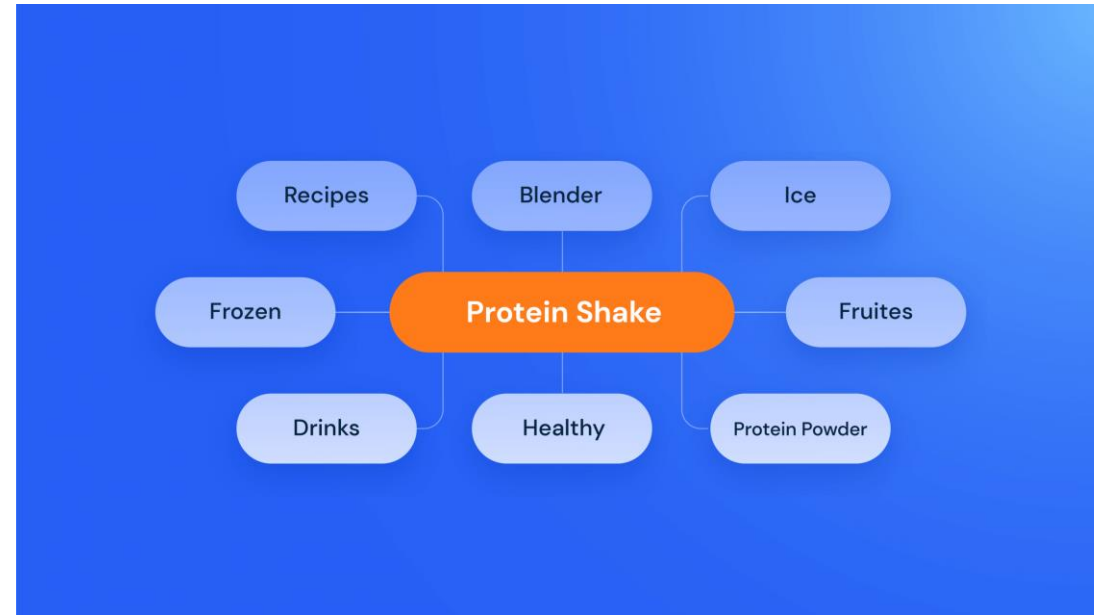 Recipes
Blender
Ice
Frozen
Protein Shake
Fruites
Drinks
Healthy
Protein Powder